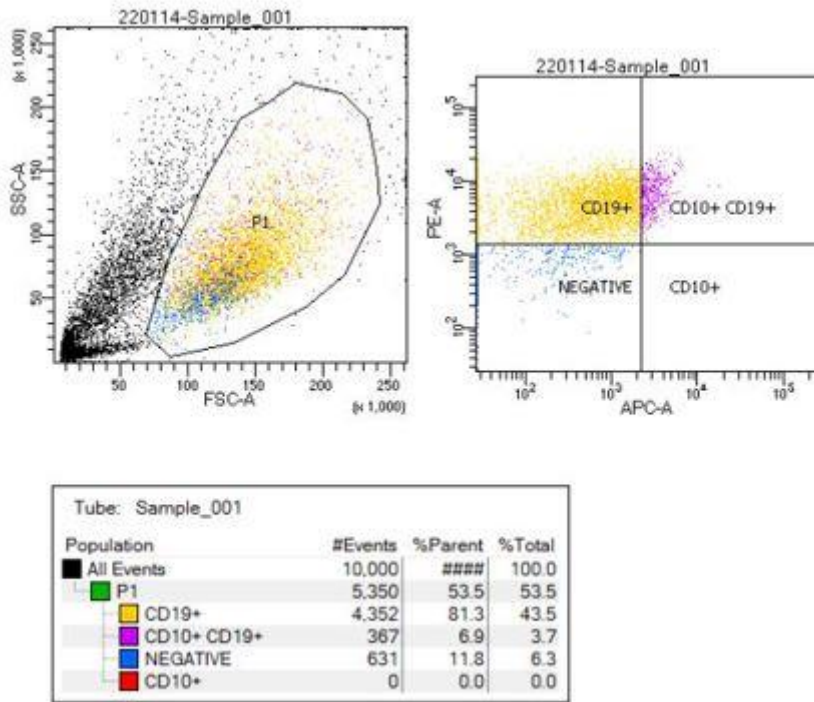 220114-Sample_001
(x 1,000)
250
200
150
100
50
SSC-A
P1
50 100 150 200 250
FSC-A
(x 1,000)
220114-Sample_001
10^5
10^4
10^3
10^2
PE-A
CD19+ CD10+ CD19+
NEGATIVE CD10+
10^2 10^3 10^4 10^5
APC-A
Tube: Sample_001
Population #Events %Parent %Total
All Events 10,000 #### 100.0
P1 5,350 53.5 53.5
CD19+ 4,352 81.3 43.5
CD10+ CD19+ 367 6.9 3.7
NEGATIVE 631 11.8 6.3
CD10+ 0 0.0 0.0